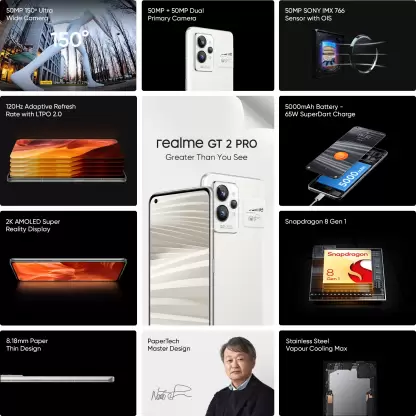 50MP 150° Ultra
Wide Camera
150°
50MP + 50MP Dual
Primary Camera
50MP SONY IMX 766
Sensor with OIS
120Hz Adaptive Refresh
Rate with LTPO 2.0
realme GT 2 PRO
Greater Than You See
5000mAh Battery -
65W SuperDart Charge
5000
2K AMOLED Super
Reality Display
Snapdragon 8 Gen 1
Snapdragon
8
Gen 1
8.18mm Paper
Thin Design
PaperTech
Master Design
Stainless Steel
Vapour Cooling Max